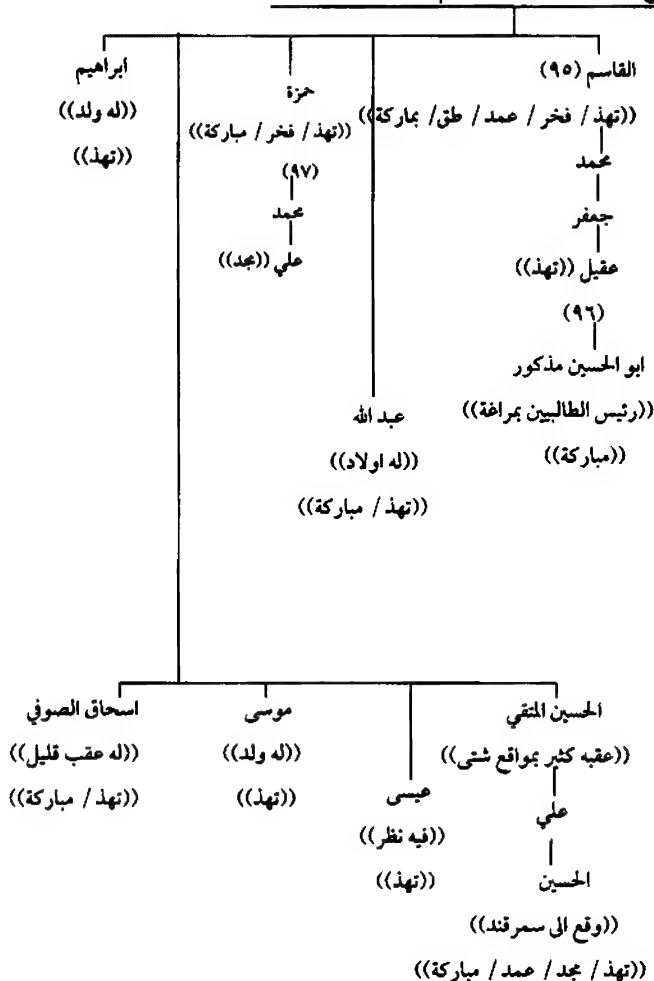 القاسم (٩٥)
((تهذ / فخر / عمد / طق / بماركة))
محمد
جعفر
عقيل ((تهذ))
(٩٦)
ابو الحسين مذكور
((رئيس الطالبيين بمراغة))
((مباركة))
عبد الله
((له اولاد))
((تهذ / مباركة))
حمزة
((تهذ / فخر / مباركة))
(٩٧)
محمد
علي ((مجد))
ابراهيم
((له ولد))
((تهذ))
الحسين المتقي
((عقبه كثير بمواقع شتى))
علي
الحسين
((وقع الى سمرقند))
((تهذ / مجد / عمد / مباركة))
عيسى
((فيه نظر))
((تهذ))
موسى
((له ولد))
((تهذ))
اسحاق الصوفي
((له عقب قليل))
((تهذ / مباركة))